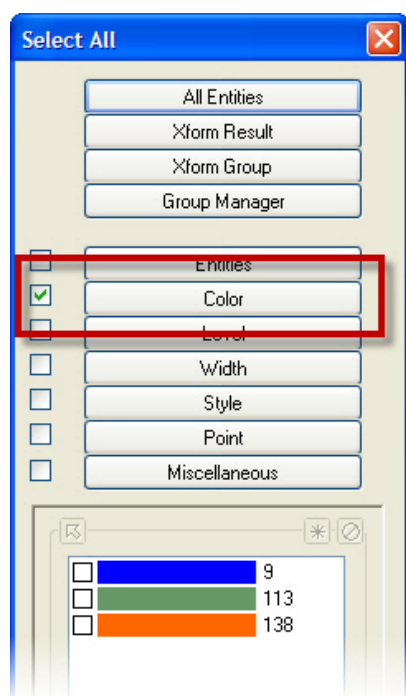 Select All
All Entities
Xform Result
Xform Group
Group Manager
Entities
Color
Level
Width
Style
Point
Miscellaneous
9
113
138